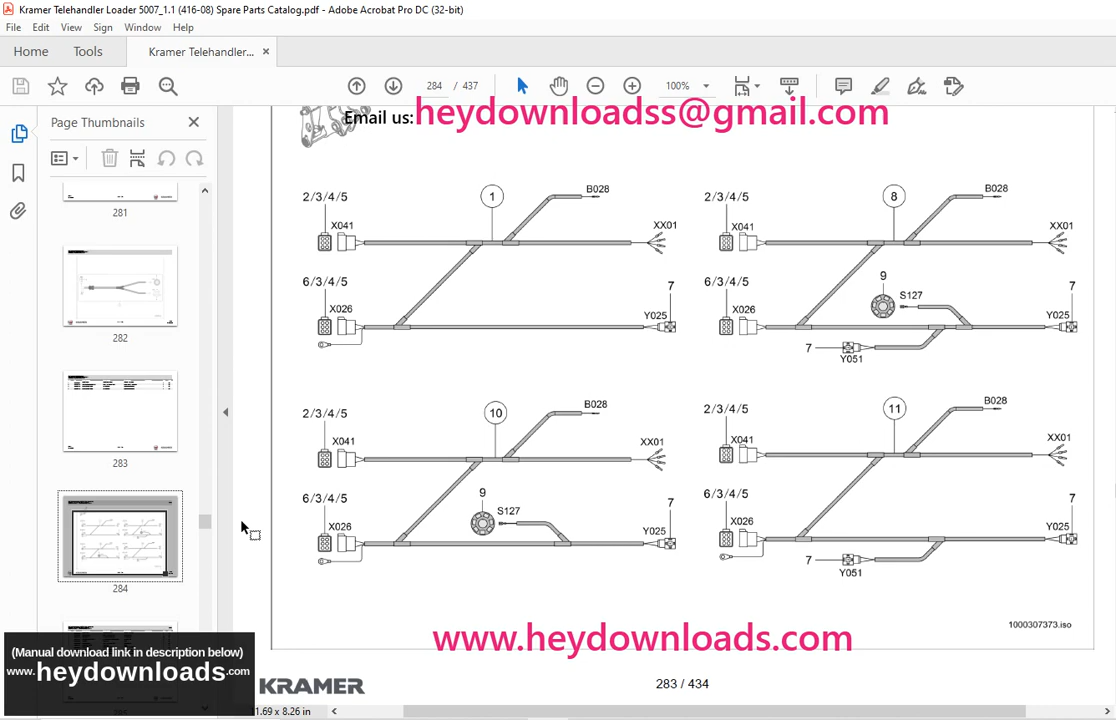 Kramer Telehandler Loader 5007_1.1 (416-08) Spare Parts Catalog.pdf - Adobe Acrobat Pro DC (32-bit)
File Edit View Sign Window Help
Home Tools Kramer Telehandler... ×
284 / 437 100%
Page Thumbnails
281
282
283
284
Email us: heydownloadss@gmail.com
2/3/4/5 1 B028
X041 XX01
6/3/4/5
X026 7
Y025
2/3/4/5 8 B028
X041 XX01
6/3/4/5 9
S127 7
X026 Y025
7 Y051
2/3/4/5 10 B028
X041 XX01
6/3/4/5 9
S127 7
X026 Y025
2/3/4/5 11 B028
X041 XX01
6/3/4/5 7
X026 Y025
7 Y051
1000307373.iso
www.heydownloads.com
KRAMER 283 / 434
11.69 x 8.26 in
(Manual download link in description below)
www.heydownloads.com